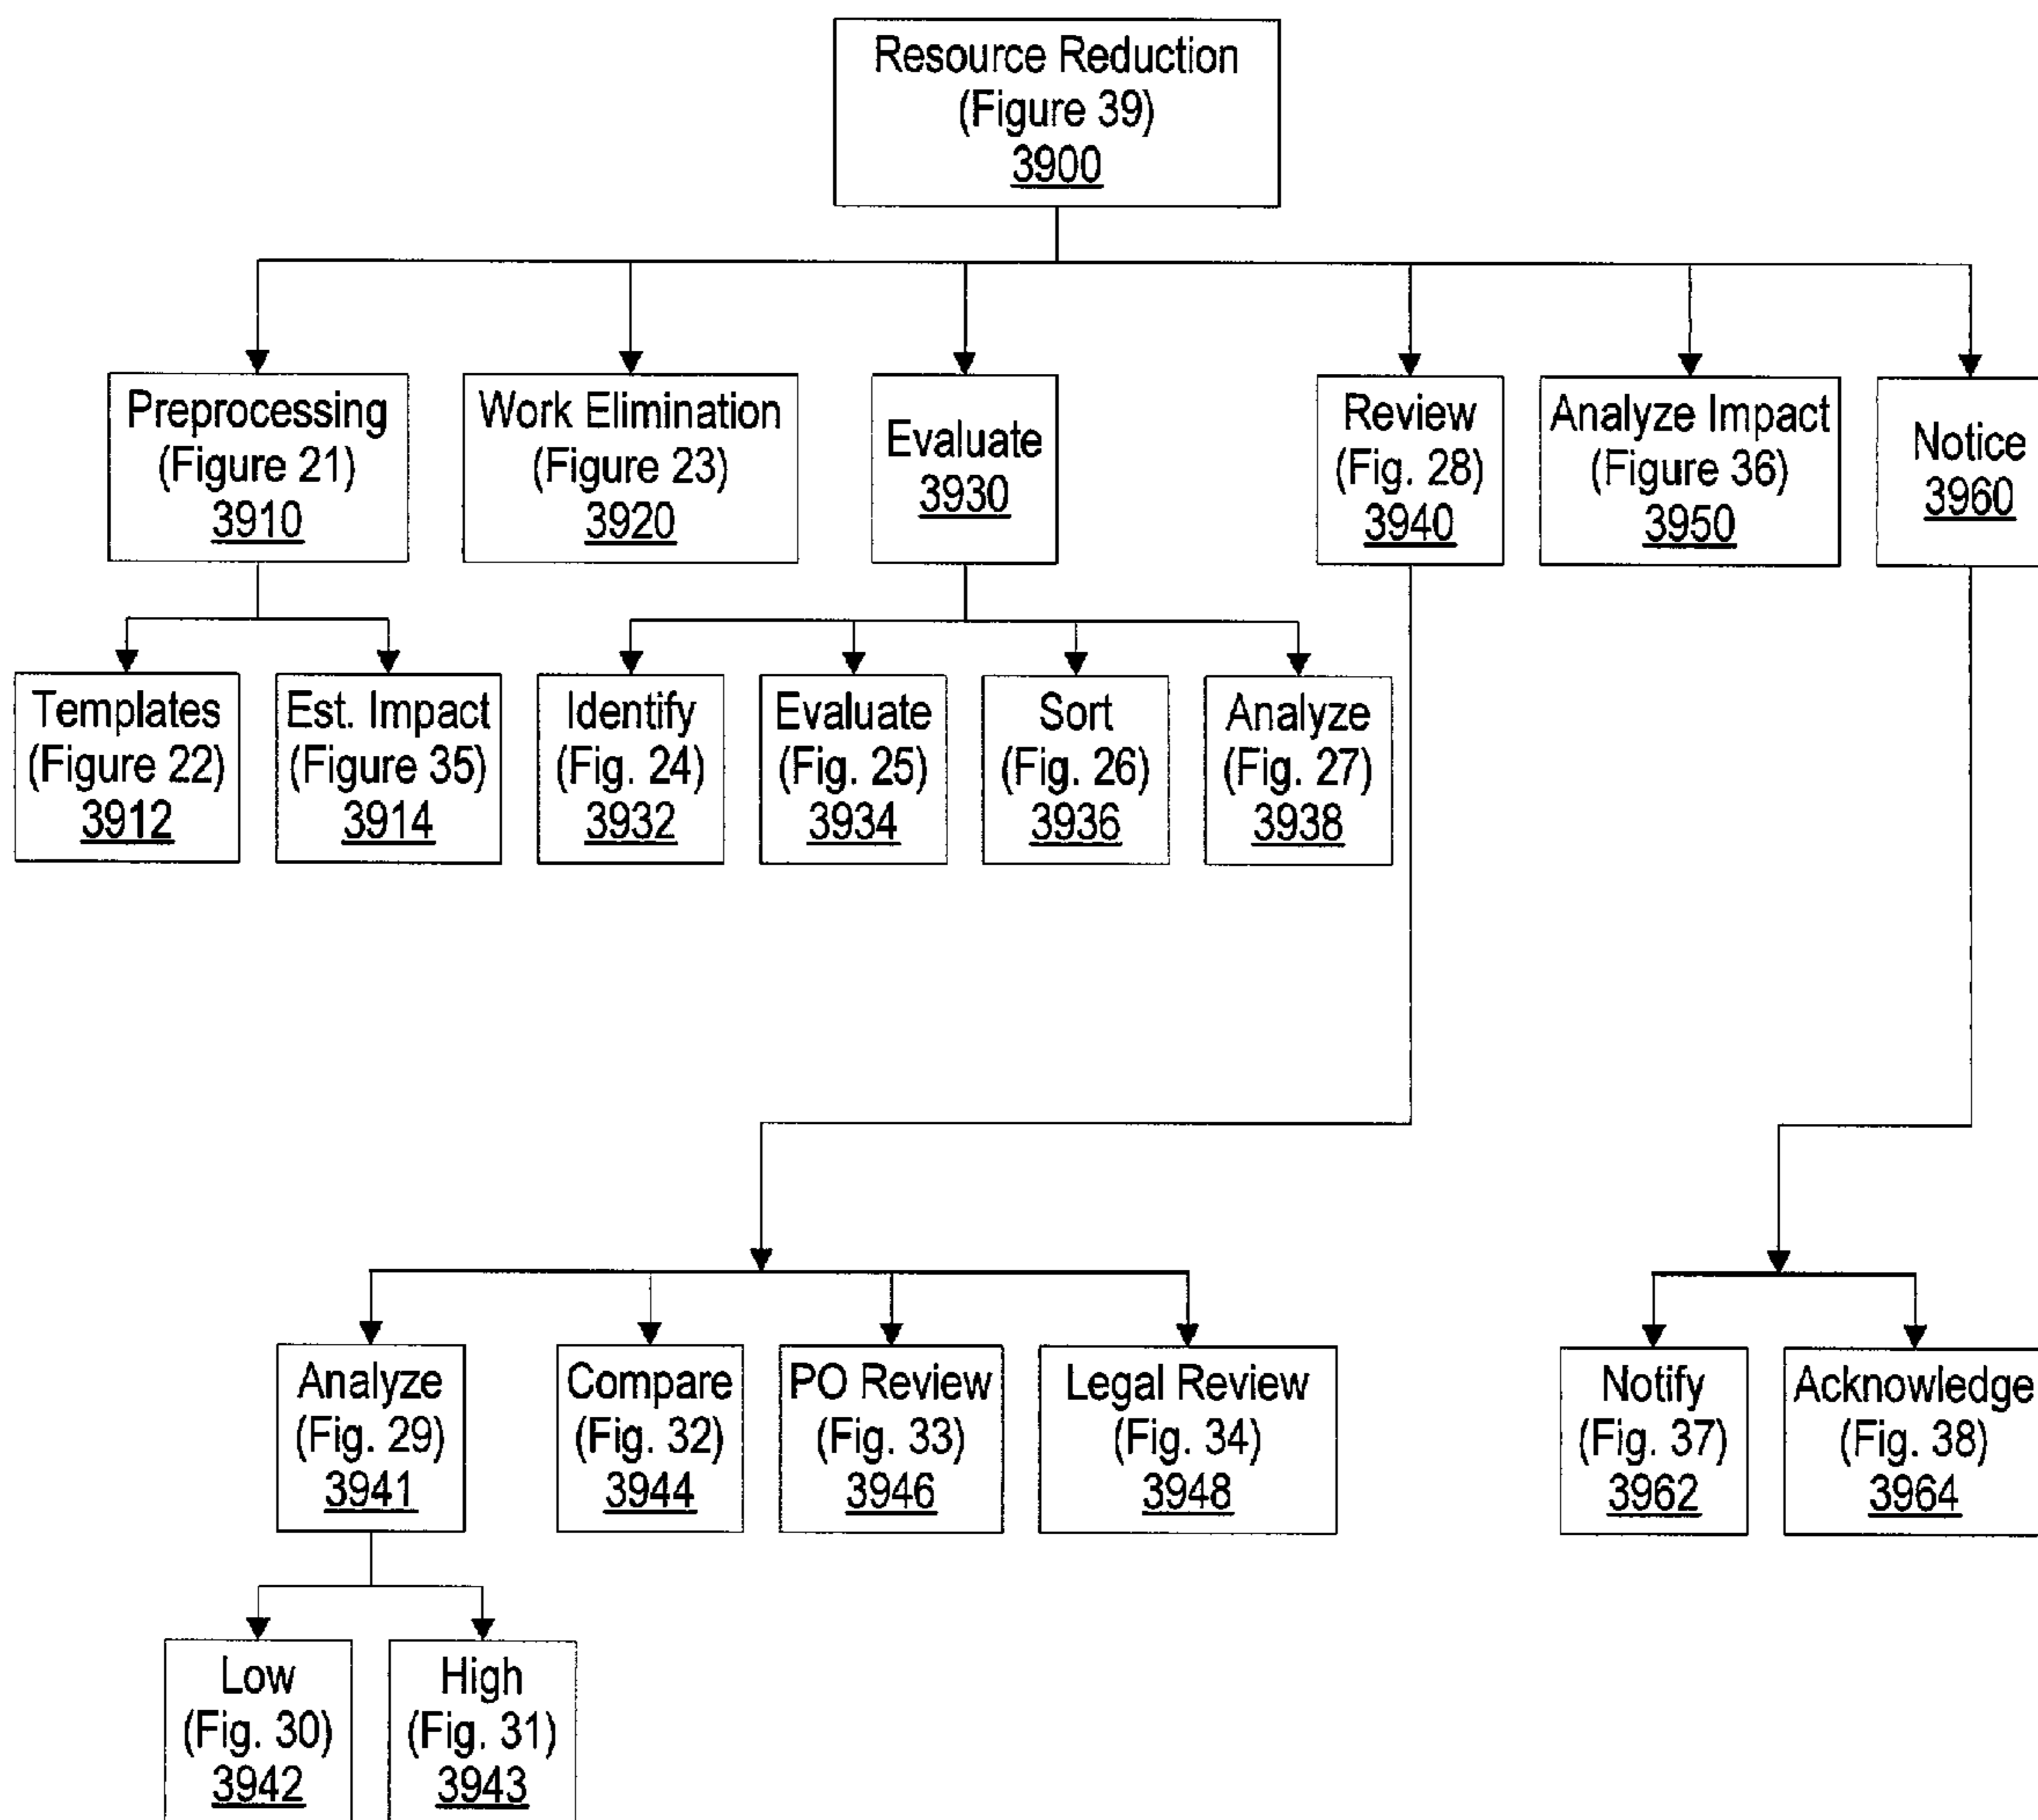 Resource Reduction
(Figure 39)
3900
Preprocessing
(Figure 21)
3910
Work Elimination
(Figure 23)
3920
Evaluate
3930
Review
(Fig. 28)
3940
Analyze Impact
(Figure 36)
3950
Notice
3960
Templates
(Figure 22)
3912
Est. Impact
(Figure 35)
3914
Identify
(Fig. 24)
3932
Evaluate
(Fig. 25)
3934
Sort
(Fig. 26)
3936
Analyze
(Fig. 27)
3938
Analyze
(Fig. 29)
3941
Compare
(Fig. 32)
3944
PO Review
(Fig. 33)
3946
Legal Review
(Fig. 34)
3948
Notify
(Fig. 37)
3962
Acknowledge
(Fig. 38)
3964
Low
(Fig. 30)
3942
High
(Fig. 31)
3943